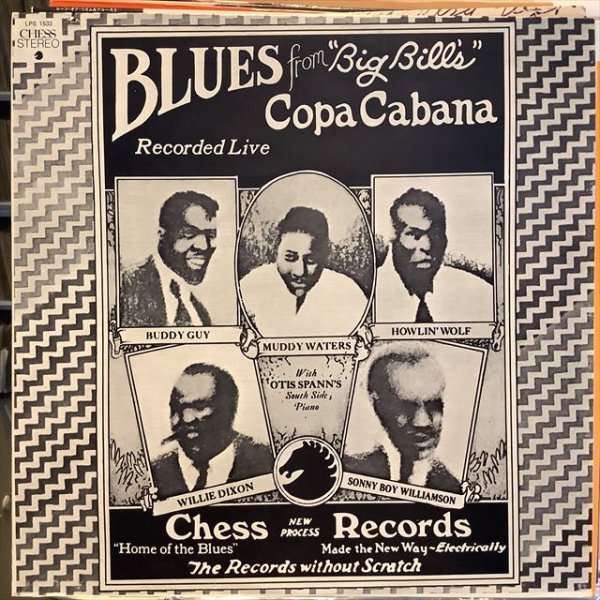 LPS 1533
CHESS
STEREO
BLUES from "Big Bill's"
Copa Cabana
Recorded Live
BUDDY GUY
MUDDY WATERS
HOWLIN' WOLF
With
OTIS SPANN'S
South Side
Piano
WILLIE DIXON
SONNY BOY WILLIAMSON
Chess NEW PROCESS Records
"Home of the Blues" Made the New Way~Electrically
The Records without Scratch